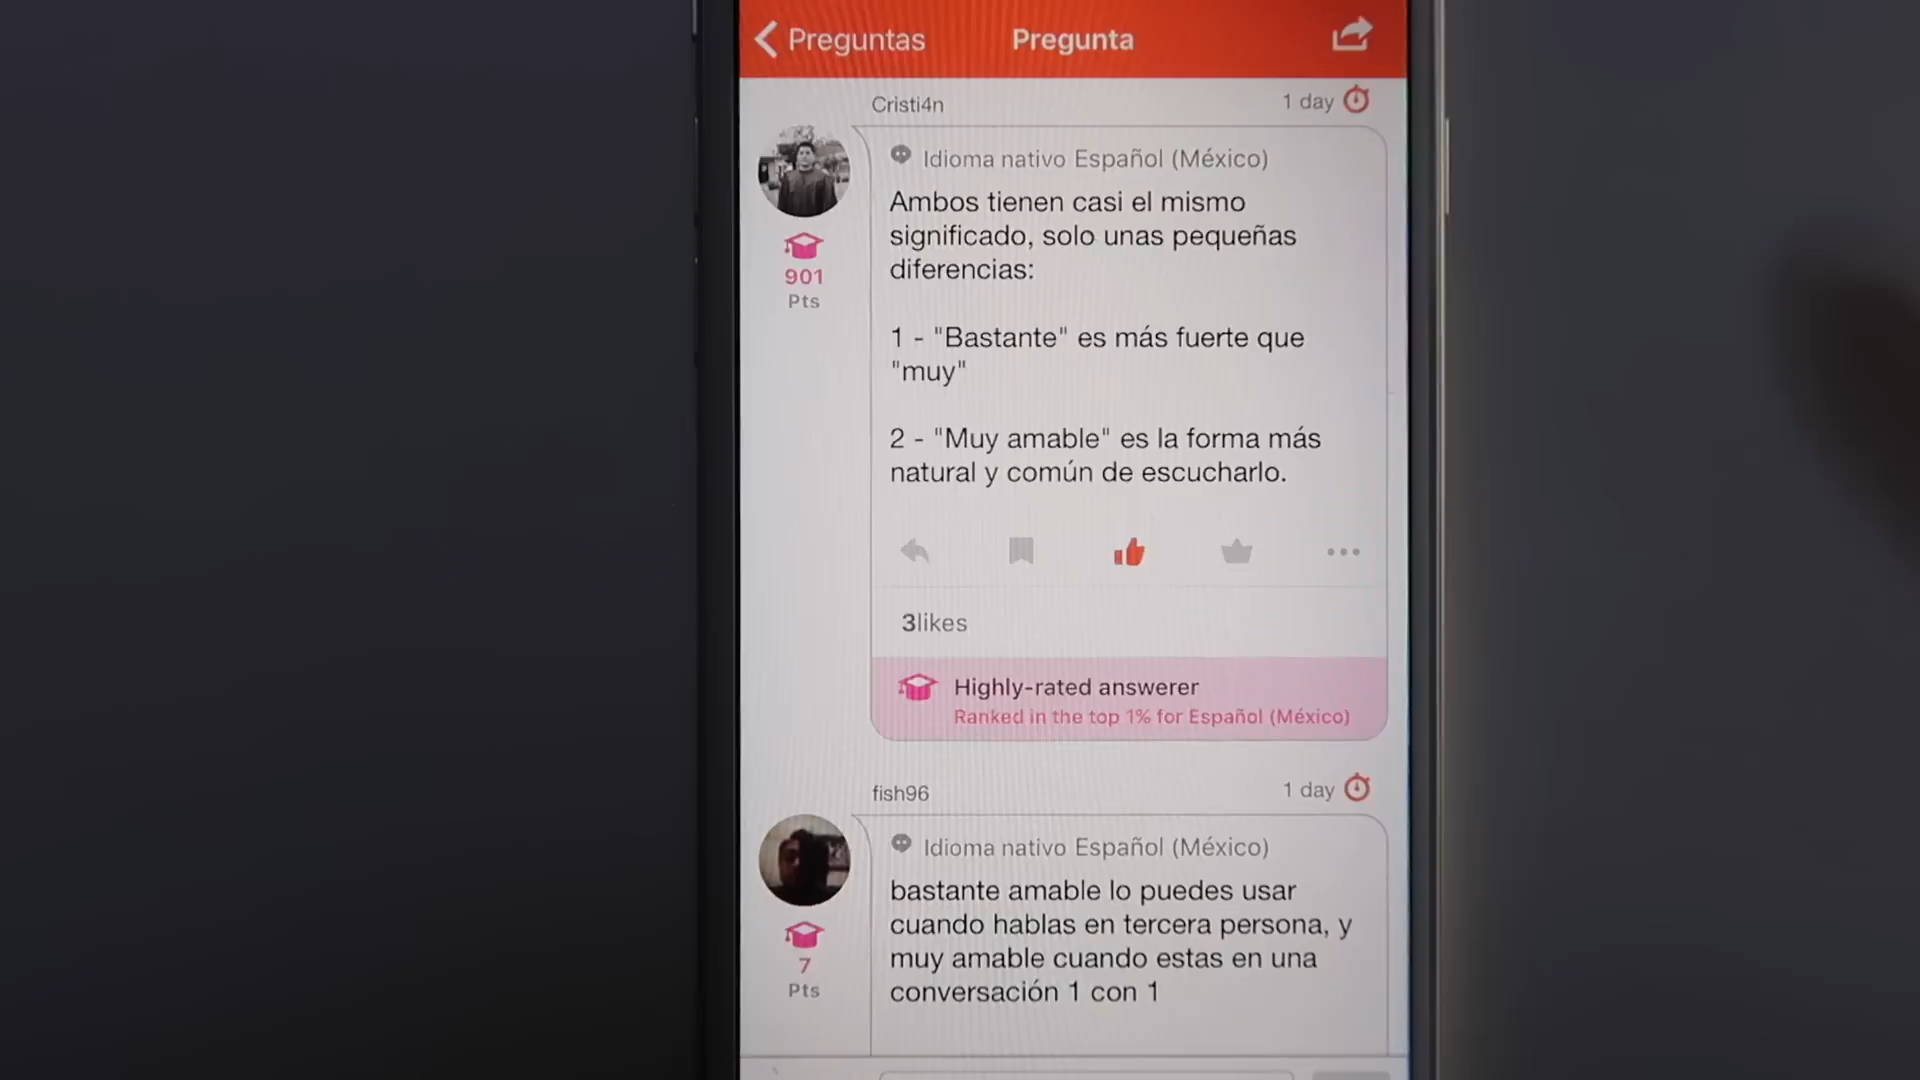 Preguntas
Pregunta
Cristi4n
1 day
Idioma nativo Español (México)
Ambos tienen casi el mismo
significado, solo unas pequeñas
diferencias:
1 - "Bastante" es más fuerte que
"muy"
2 - "Muy amable" es la forma más
natural y común de escucharlo.
901
Pts
3likes
Highly-rated answerer
Ranked in the top 1% for Español (México)
fish96
1 day
Idioma nativo Español (México)
bastante amable lo puedes usar
cuando hablas en tercera persona, y
muy amable cuando estas en una
conversación 1 con 1
7
Pts